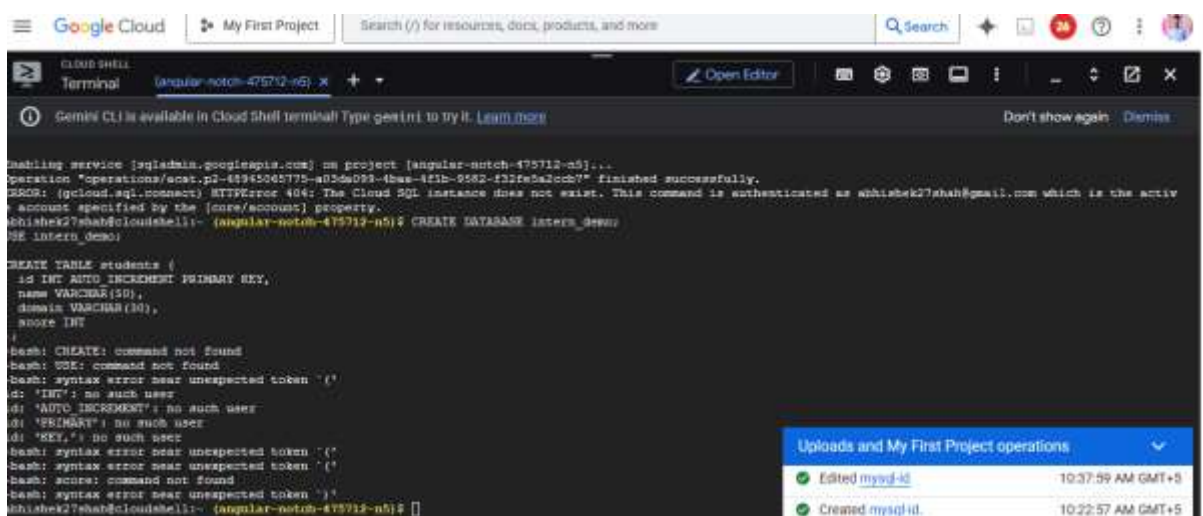 Google Cloud
My First Project
Search (/) for resources, docs, products, and more
Search
CLOUD SHELL
Terminal
(angular-notch-475712-n5)
Open Editor
Gemini CLI is available in Cloud Shell terminal! Type gemini to try it. Learn more
Don't show again
Dismiss
Enabling service [sqladmin.googleapis.com] on project [angular-notch-475712-n5]...
Operation finished successfully.
ERROR: (gcloud.sql.connect) HTTPError 404: The Cloud SQL instance does not exist. This command is authenticated as abhishek27shah@gmail.com which is the activ
e account specified by the [core/account] property.
abhishek27shah@cloudshell:~ (angular-notch-475712-n5)$ CREATE DATABASE intern_demo;
USE intern_demo;
CREATE TABLE students (
id INT AUTO_INCREMENT PRIMARY KEY,
name VARCHAR(50),
domain VARCHAR(30),
score INT
-bash: CREATE: command not found
-bash: USE: command not found
-bash: syntax error near unexpected token `('
id: 'INT': no such user
id: 'AUTO_INCREMENT': no such user
id: 'PRIMARY': no such user
id: 'KEY,': no such user
-bash: syntax error near unexpected token `('
-bash: syntax error near unexpected token `('
-bash: score: command not found
-bash: syntax error near unexpected token `)'
abhishek27shah@cloudshell:~ (angular-notch-475712-n5)$
Uploads and My First Project operations
Edited mysql-id
10:37:59 AM GMT+5
Created mysql-id.
10:22:57 AM GMT+5